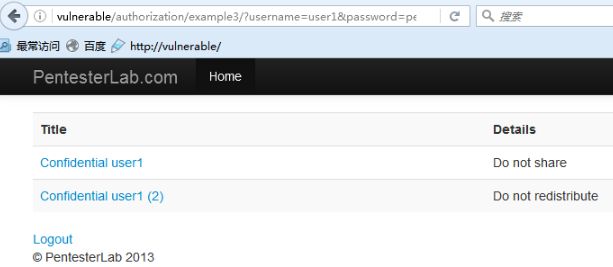 vulnerable/authorization/example3/?username=user1&password=pe
搜索
最常访问 百度 http://vulnerable/
PentesterLab.com Home
Title Details
Confidential user1 Do not share
Confidential user1 (2) Do not redistribute
Logout
© PentesterLab 2013